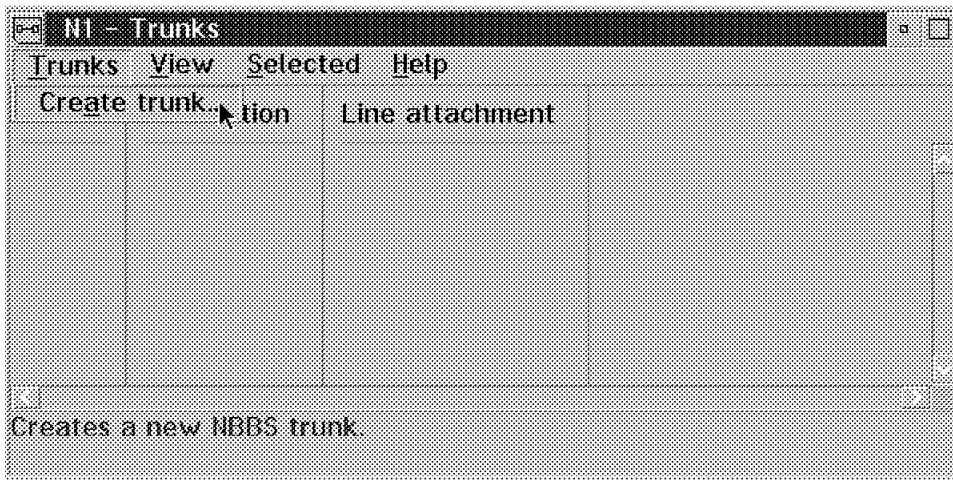 N1 - Trunks
Trunks View Selected Help
Create trunk...
tion Line attachment
Creates a new NBBS trunk.